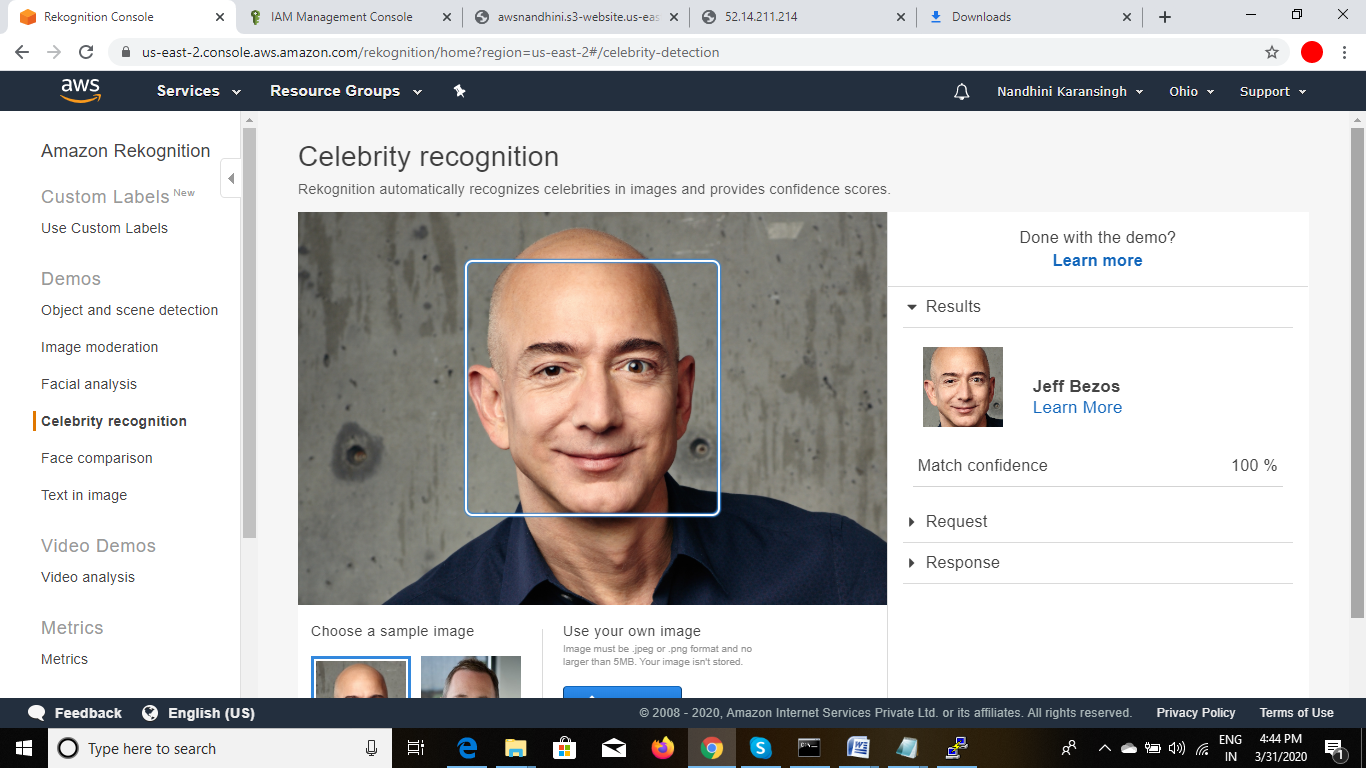 Rekognition Console
IAM Management Console
awsnandhini.s3-website.us-eas
52.14.211.214
Downloads
us-east-2.console.aws.amazon.com/rekognition/home?region=us-east-2#/celebrity-detection
aws
Services
Resource Groups
Nandhini Karansingh
Ohio
Support
Amazon Rekognition
Custom Labels New
Use Custom Labels
Demos
Object and scene detection
Image moderation
Facial analysis
Celebrity recognition
Face comparison
Text in image
Video Demos
Video analysis
Metrics
Metrics
Celebrity recognition
Rekognition automatically recognizes celebrities in images and provides confidence scores.
Done with the demo?
Learn more
Results
Jeff Bezos
Learn More
Match confidence 100 %
Request
Response
Choose a sample image
Use your own image
Image must be .jpeg or .png format and no
larger than 5MB. Your image isn't stored.
Feedback
English (US)
© 2008 - 2020, Amazon Internet Services Private Ltd. or its affiliates. All rights reserved.
Privacy Policy
Terms of Use
Type here to search
ENG
IN
4:44 PM
3/31/2020
1